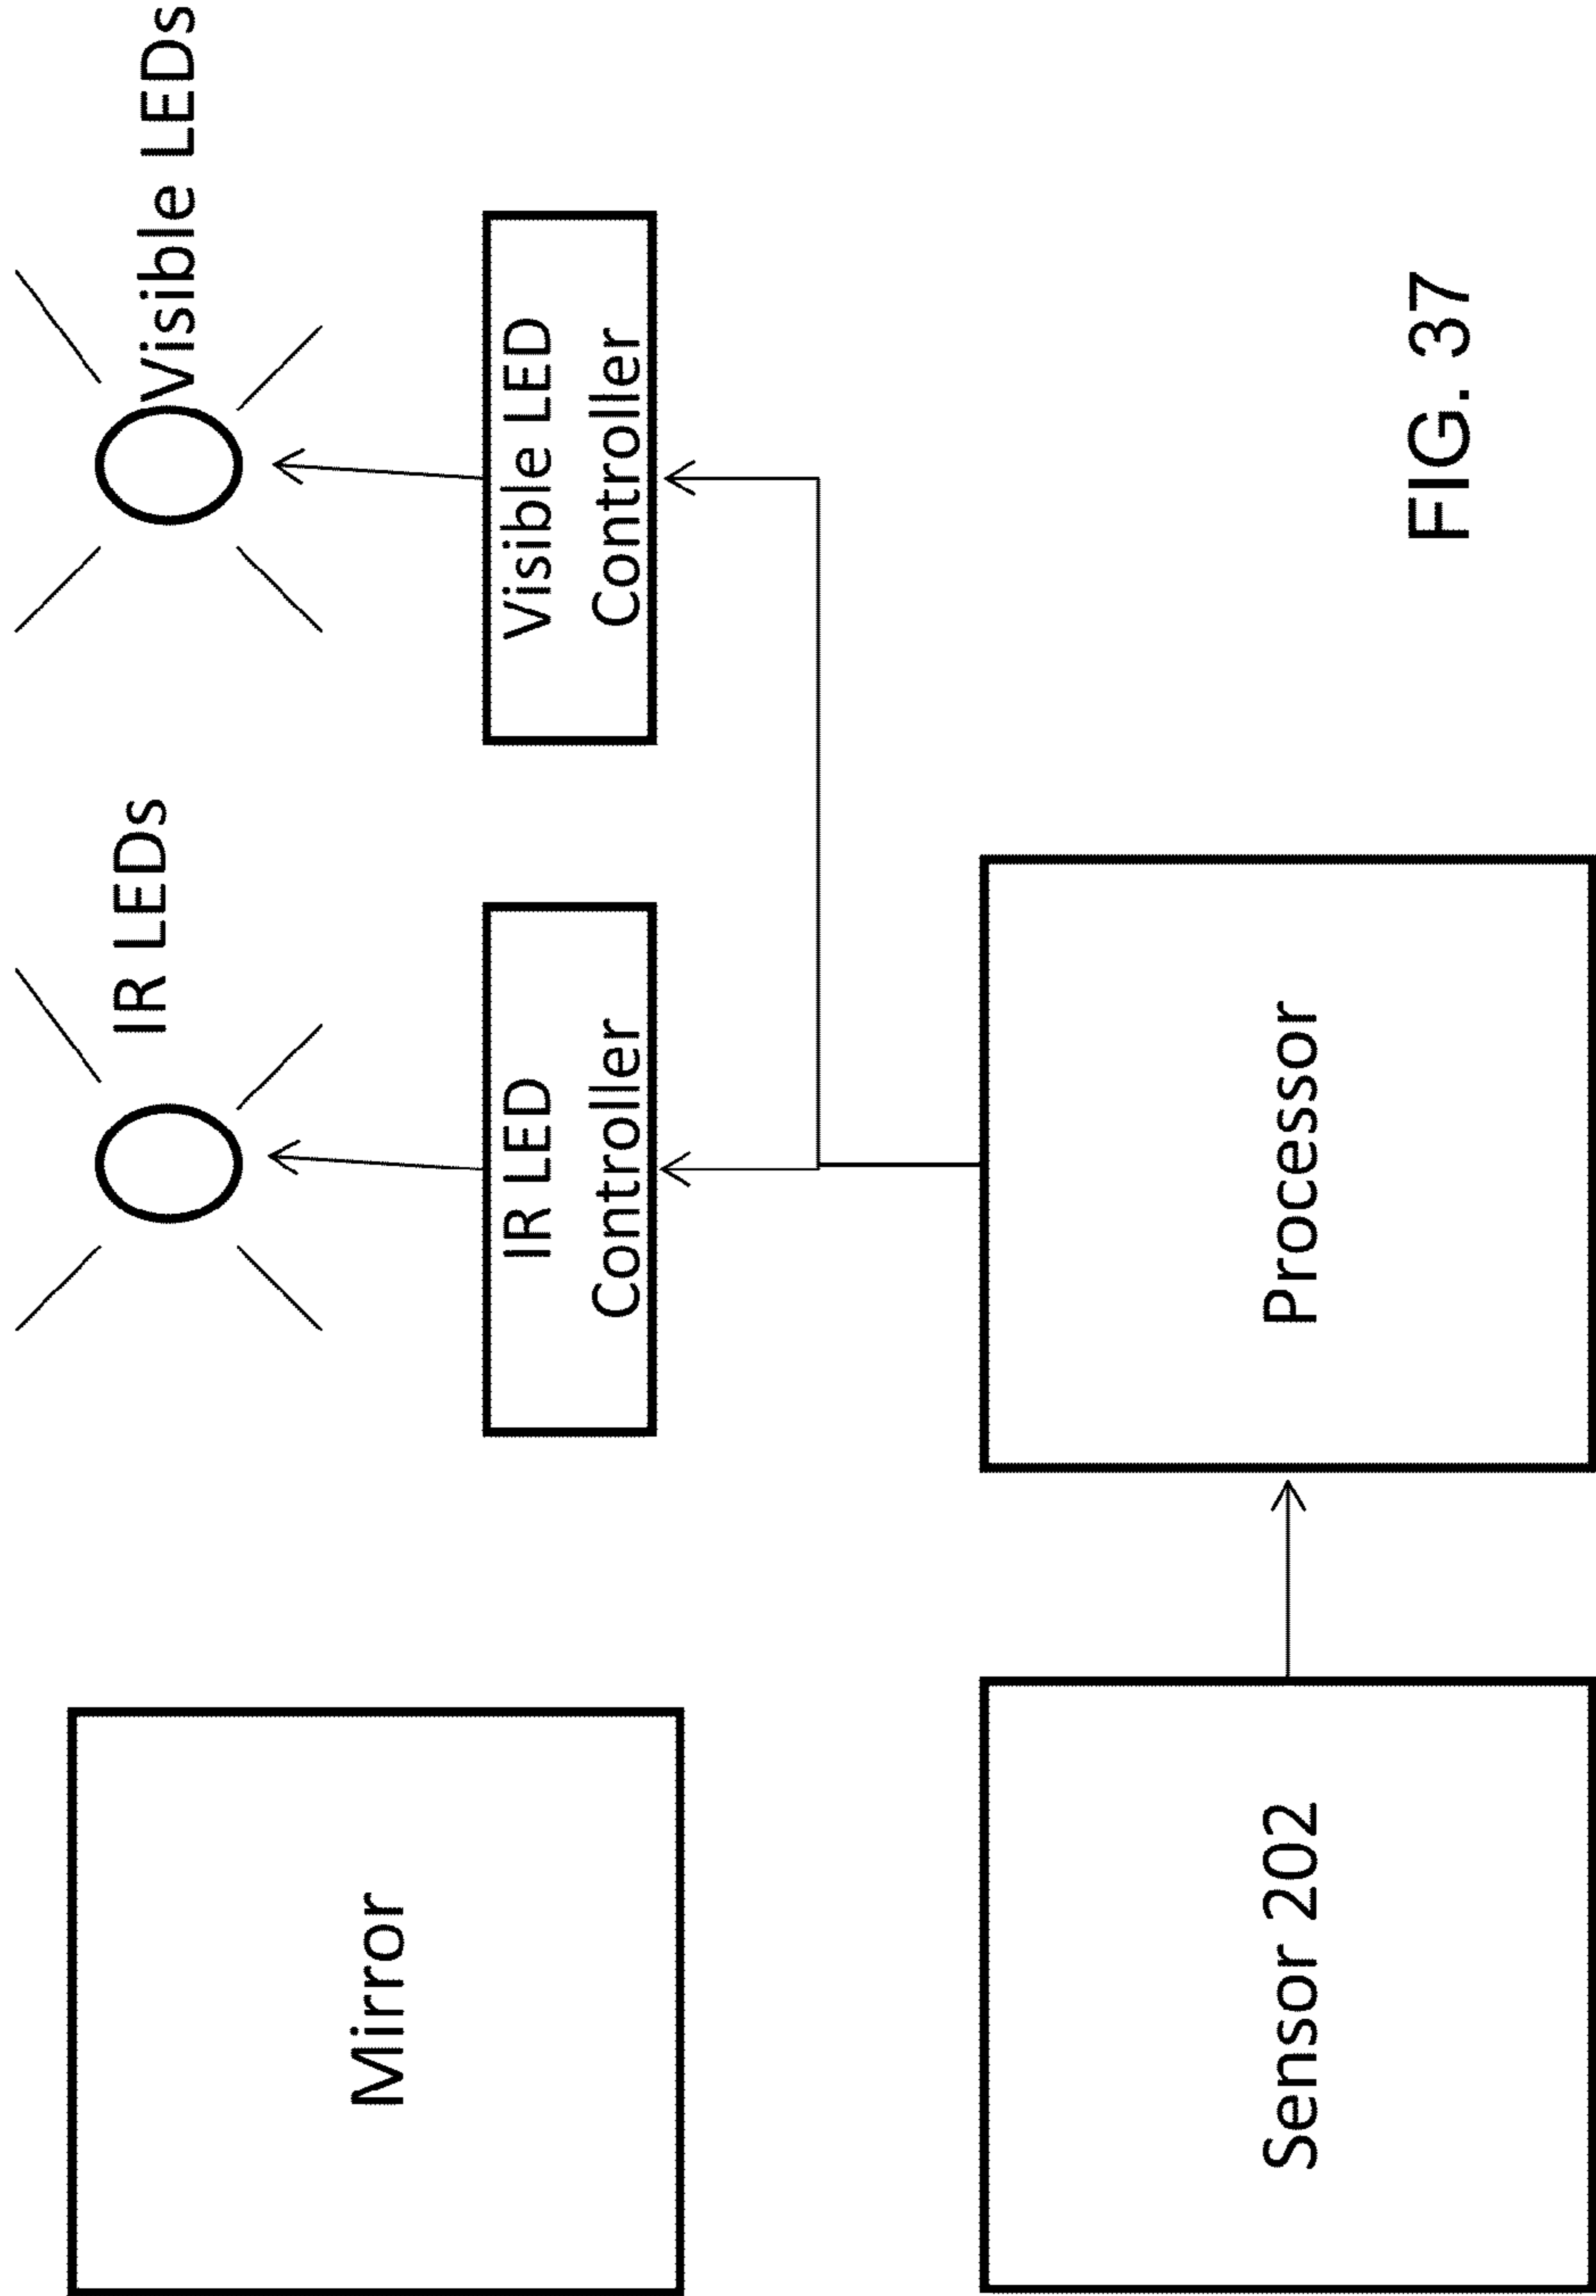 IR LEDs
Visible LEDs
Mirror
IR LED
Controller
Visible LED
Controller
Sensor 202
Processor
FIG. 37